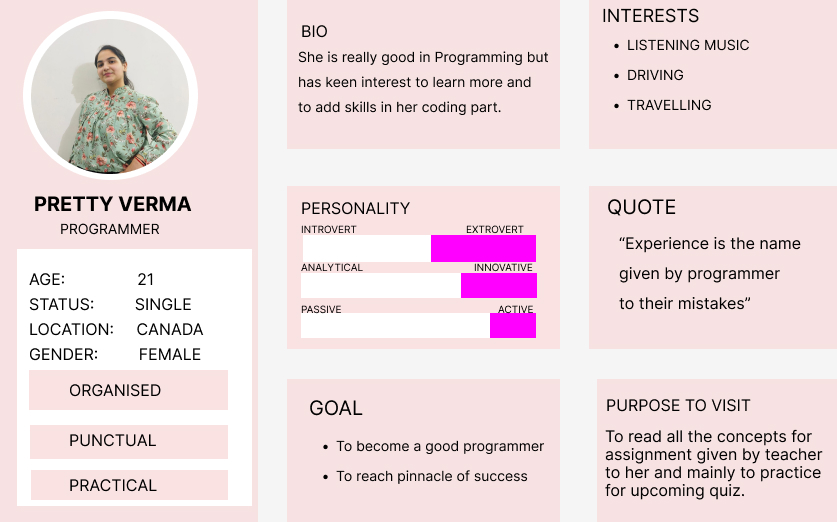 PRETTY VERMA
PROGRAMMER
AGE: 21
STATUS: SINGLE
LOCATION: CANADA
GENDER: FEMALE
ORGANISED
PUNCTUAL
PRACTICAL
BIO
She is really good in Programming but
has keen interest to learn more and
to add skills in her coding part.
PERSONALITY
INTROVERT EXTROVERT
ANALYTICAL INNOVATIVE
PASSIVE ACTIVE
GOAL
• To become a good programmer
• To reach pinnacle of success
INTERESTS
• LISTENING MUSIC
• DRIVING
• TRAVELLING
QUOTE
“Experience is the name
given by programmer
to their mistakes”
PURPOSE TO VISIT
To read all the concepts for
assignment given by teacher
to her and mainly to practice
for upcoming quiz.